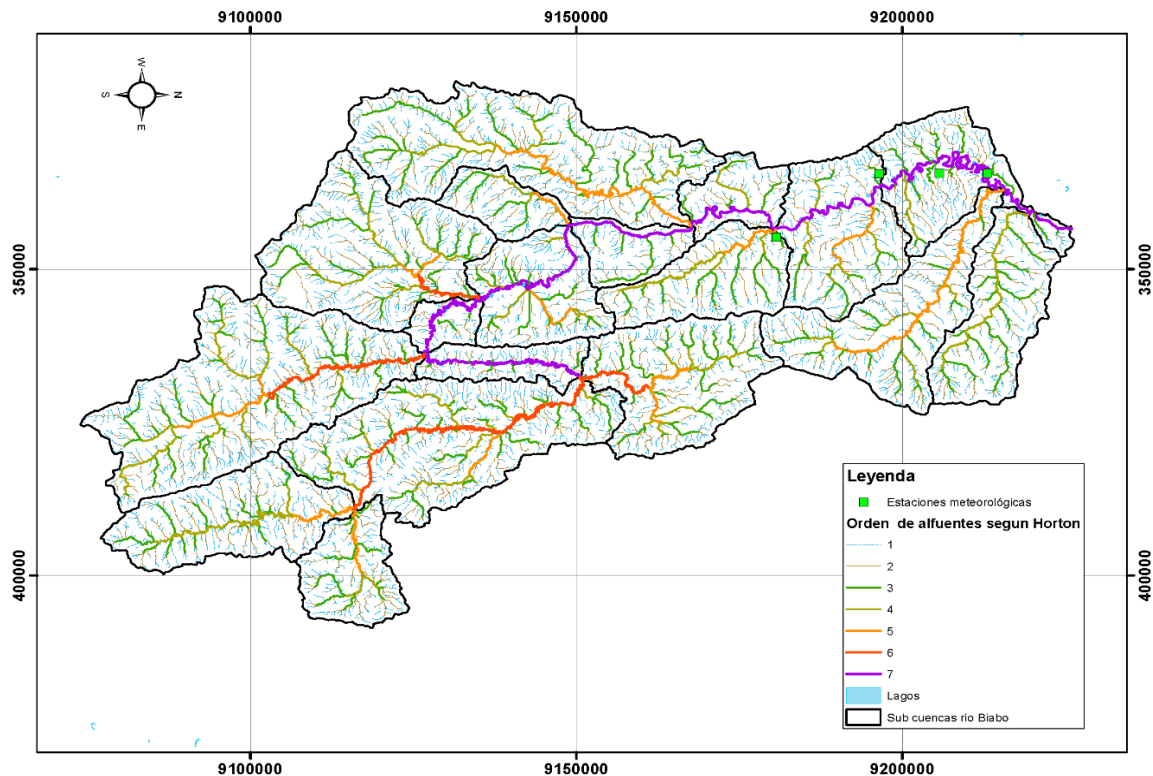 9100000
9150000
9200000
W
S
N
E
350000
350000
400000
400000
Leyenda
Estaciones meteorológicas
Orden de alfuentes segun Horton
1
2
3
4
5
6
7
Lagos
Sub cuencas río Biabo
9100000
9150000
9200000